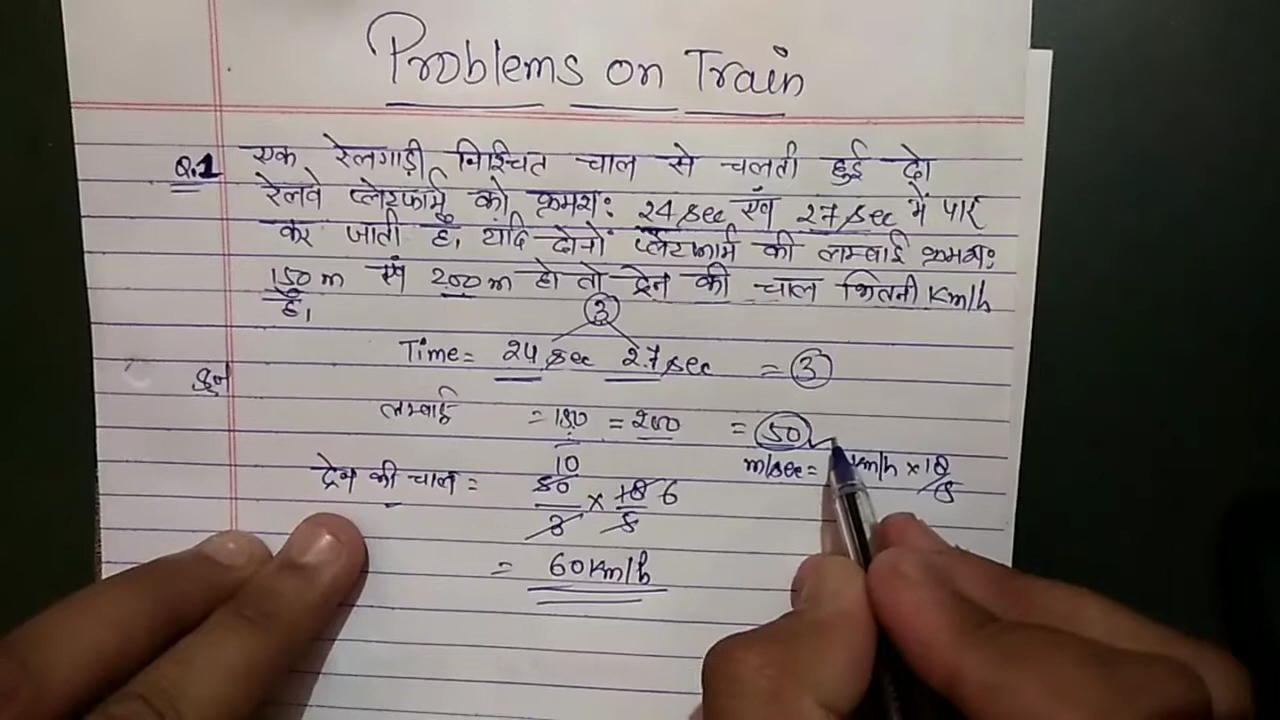 Problems on Train
Q.1 एक रेलगाड़ी निश्चित चाल से चलती हुई दो
रेलवे प्लेटफार्म को क्रमश: 24 sec एवं 27 sec में पार
कर जाती है, यदि दोनों प्लेटफार्म की लम्बाई क्रमश:
150 m एवं 200 m हो तो ट्रेन की चाल कितनी Km/h
है।
3
Time = 24 sec 27 sec = 3
लम्बाई = 150 = 200 = 50
m/sec = Km/h × 18/5
10
ट्रेन की चाल = 50/3 × 18/5 6
= 60 Km/h